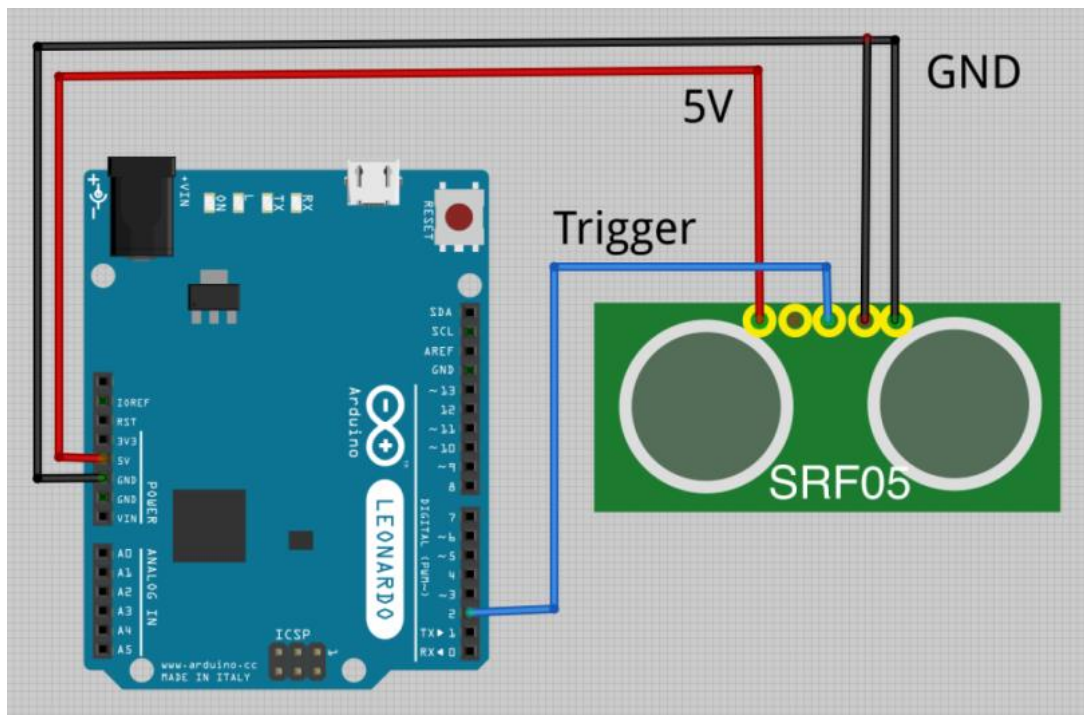 GND
5V
Trigger
SRF05
+VIN
ON
L
TX
RX
RESET
SDA
SCL
AREF
GND
~13
12
~11
~10
~9
8
7
~6
~5
4
~3
2
TX▶1
RX◀0
DIGITAL (PWM~)
Arduino
LEONARDO
IOREF
RST
3V3
5V
GND
GND
VIN
POWER
A0
A1
A2
A3
A4
A5
ANALOG IN
ICSP
1
www.arduino.cc
MADE IN ITALY